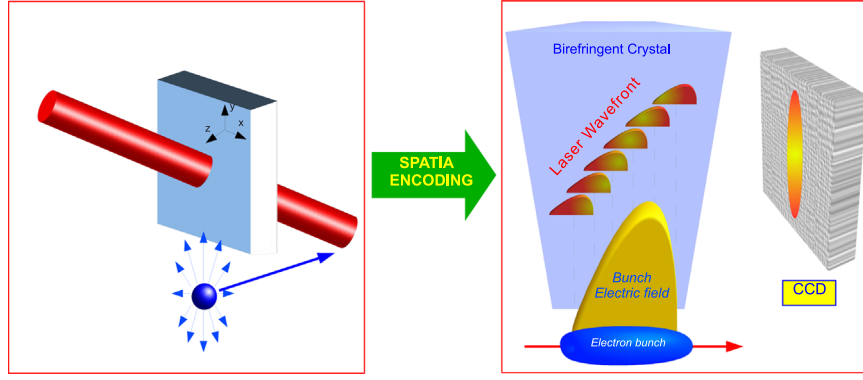 y
z
x
SPATIA
ENCODING
Birefringent Crystal
Laser Wavefront
Bunch
Electric field
Electron bunch
CCD